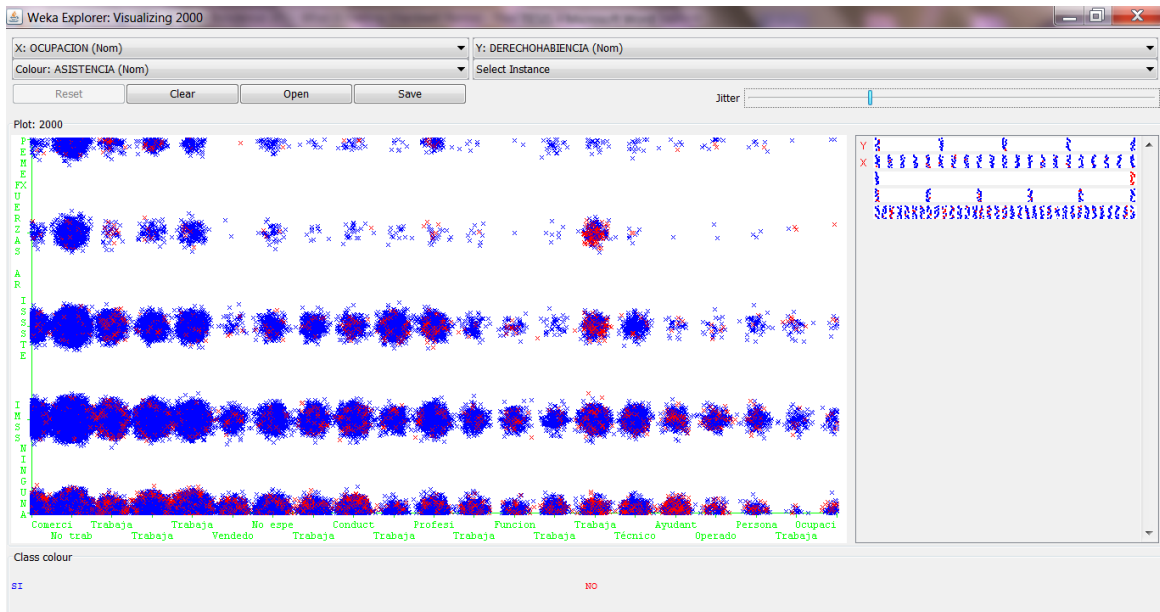 Weka Explorer: Visualizing 2000
X: OCUPACION (Nom)
Y: DERECHOHABIENCIA (Nom)
Colour: ASISTENCIA (Nom)
Select Instance
Reset Clear Open Save
Jitter
Plot: 2000
PEMEFX
UERZAS AR
ISSSTE
IMSS
NINGUNA
Y
X
Comerci Trabaja Trabaja No espe Conduct Profesi Funcion Trabaja Ayudant Persona Ocupaci
No trab Trabaja Vendedo Trabaja Trabaja Trabaja Trabaja Técnico Operado Trabaja
Class colour
SI NO